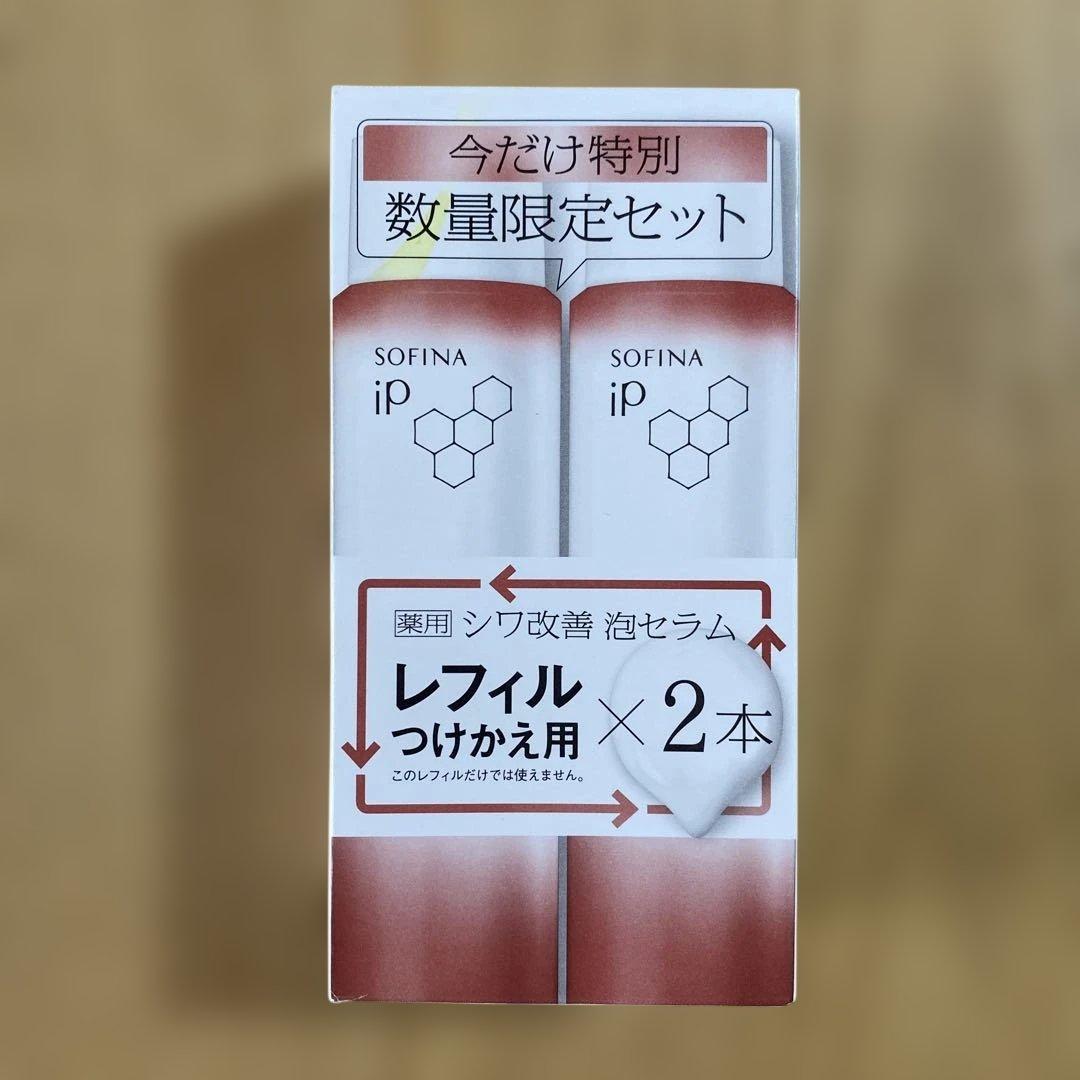 今だけ特別
数量限定セット
SOFINA
iP
SOFINA
iP
薬用 シワ改善 泡セラム
レフィル
つけかえ用
×2本
このレフィルだけでは使えません。